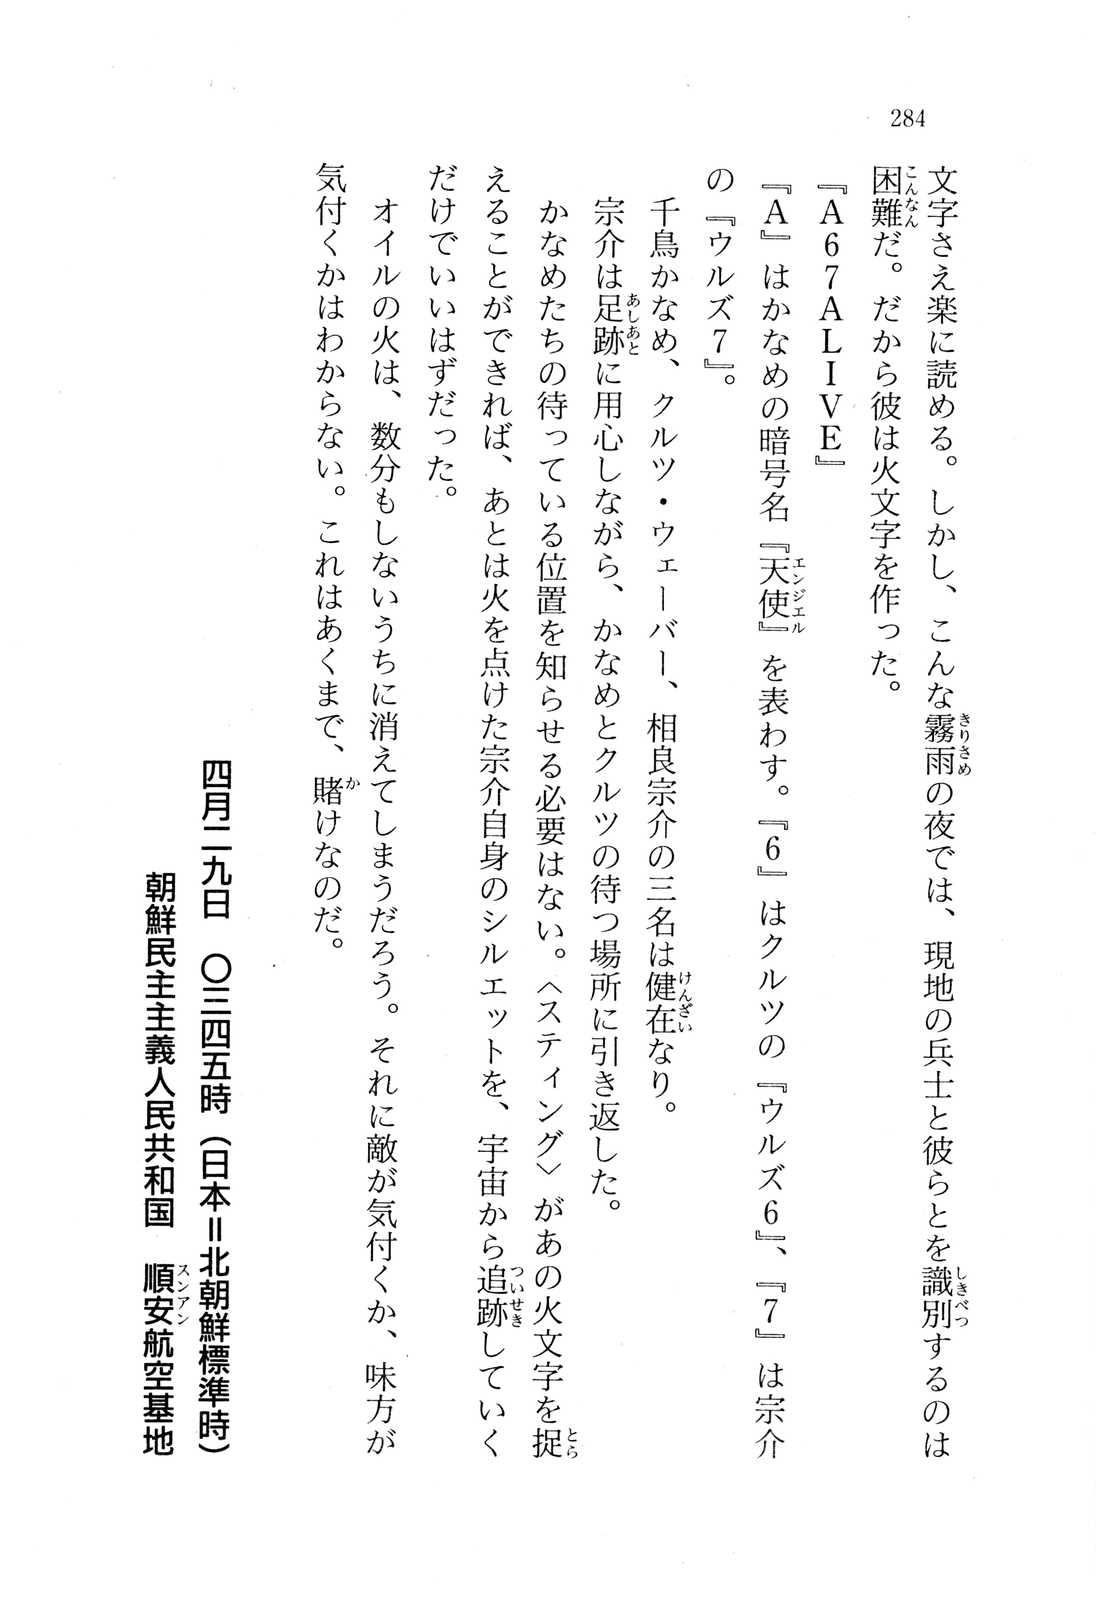 284
文字さえ楽に読める。しかし、こんな霧雨の夜では、現地の兵士と彼らとを識別するのは
困難だ。だから彼は火文字を作った。
『A67ALIVE』
『A』はかなめの暗号名『天使』を表わす。『6』はクルツの『ウルズ6』、『7』は宗介
の『ウルズ7』。
千鳥かなめ、クルツ・ウェーバー、相良宗介の三名は健在なり。
宗介は足跡に用心しながら、かなめとクルツの待つ場所に引き返した。
かなめたちの待っている位置を知らせる必要はない。〈スティング〉があの火文字を捉
えることができれば、あとは火を点けた宗介自身のシルエットを、宇宙から追跡していく
だけでいいはずだった。
オイルの火は、数分もしないうちに消えてしまうだろう。それに敵が気付くか、味方が
気付くかはわからない。これはあくまで、賭けなのだ。
四月二九日　〇三四五時（日本＝北朝鮮標準時）
朝鮮民主主義人民共和国　順安航空基地